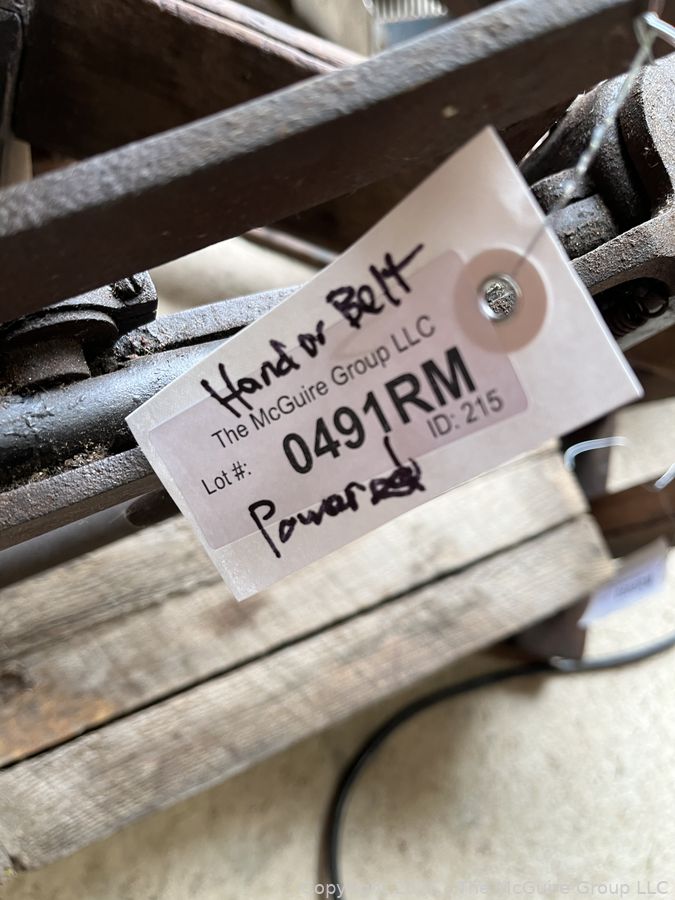 Hand or Belt
The McGuire Group LLC
Lot #: 0491RM
ID: 215
Powered
The McGuire Group LLC